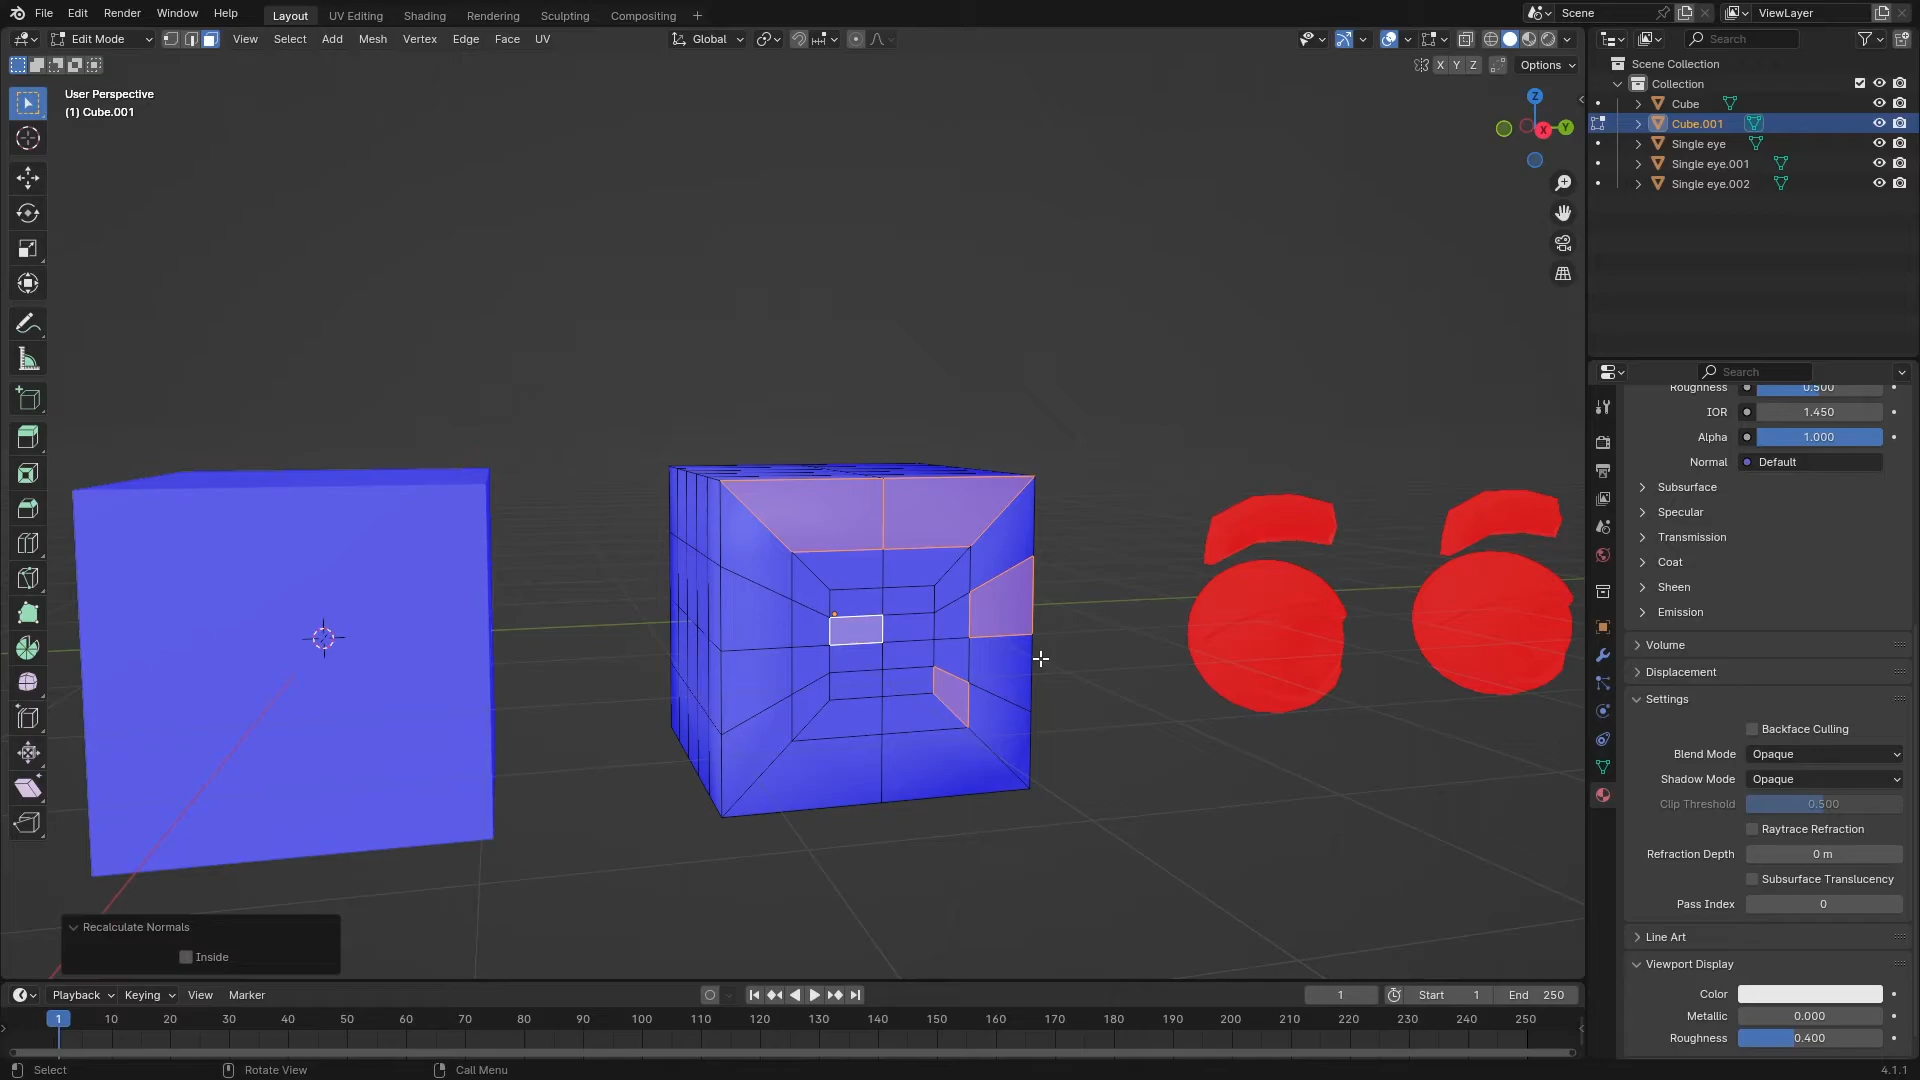 File Edit Render Window Help Layout UV Editing Shading Rendering Sculpting Compositing + Scene ViewLayer
Edit Mode View Select Add Mesh Vertex Edge Face UV Global Search
X Y Z Options
User Perspective
(1) Cube.001
Z
X
Y
Scene Collection
Collection
Cube
Cube.001
Single eye
Single eye.001
Single eye.002
Search
Roughness 0.500
IOR 1.450
Alpha 1.000
Normal Default
Subsurface
Specular
Transmission
Coat
Sheen
Emission
Volume
Displacement
Settings
Backface Culling
Blend Mode Opaque
Shadow Mode Opaque
Clip Threshold 0.500
Raytrace Refraction
Refraction Depth 0 m
Subsurface Translucency
Pass Index 0
Line Art
Viewport Display
Color
Metallic 0.000
Roughness 0.400
Recalculate Normals
Inside
Playback Keying View Marker 1 Start 1 End 250
1 10 20 30 40 50 60 70 80 90 100 110 120 130 140 150 160 170 180 190 200 210 220 230 240 250
Select Rotate View Call Menu 4.1.1